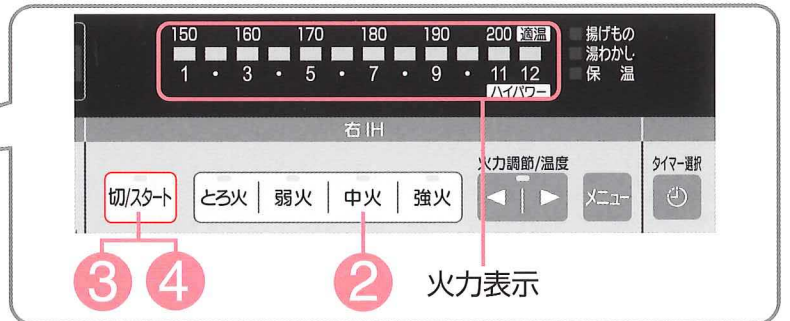 150 160 170 180 190 200 適温
1・3・5・7・9・11 12
ハイパワー
揚げもの
湯わかし
保 温
右IH
火力調節/温度
タイマー選択
切/スタート とろ火 弱火 中火 強火 ◀ ▶ メニュー
3 4 2 火力表示